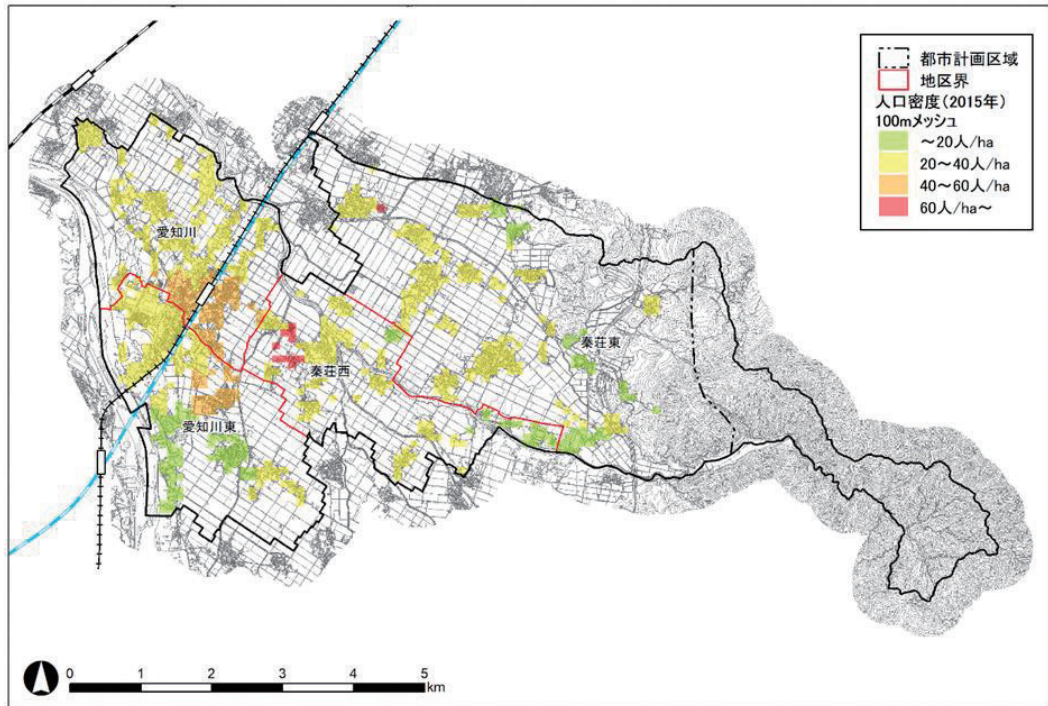 都市計画区域
地区界
人口密度（2015年）
100mメッシュ
～20人/ha
20～40人/ha
40～60人/ha
60人/ha～
愛知川
秦荘東
秦荘西
愛知川東
0 1 2 3 4 5
km